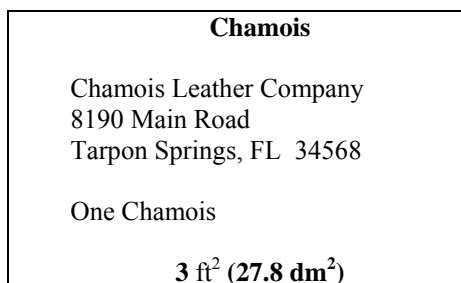 Chamois
Chamois Leather Company
8190 Main Road
Tarpon Springs, FL  34568
One Chamois
3 ft² (27.8 dm²)